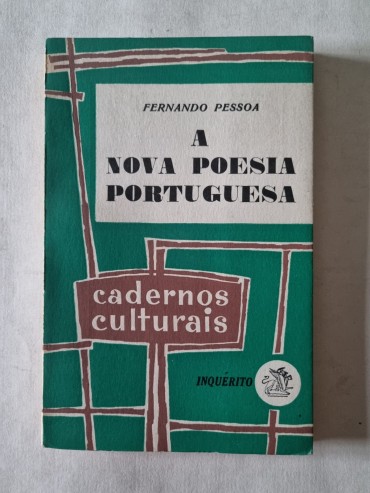 FERNANDO PESSOA
A
NOVA POESIA
PORTUGUESA
cadernos
culturais
INQUÉRITO